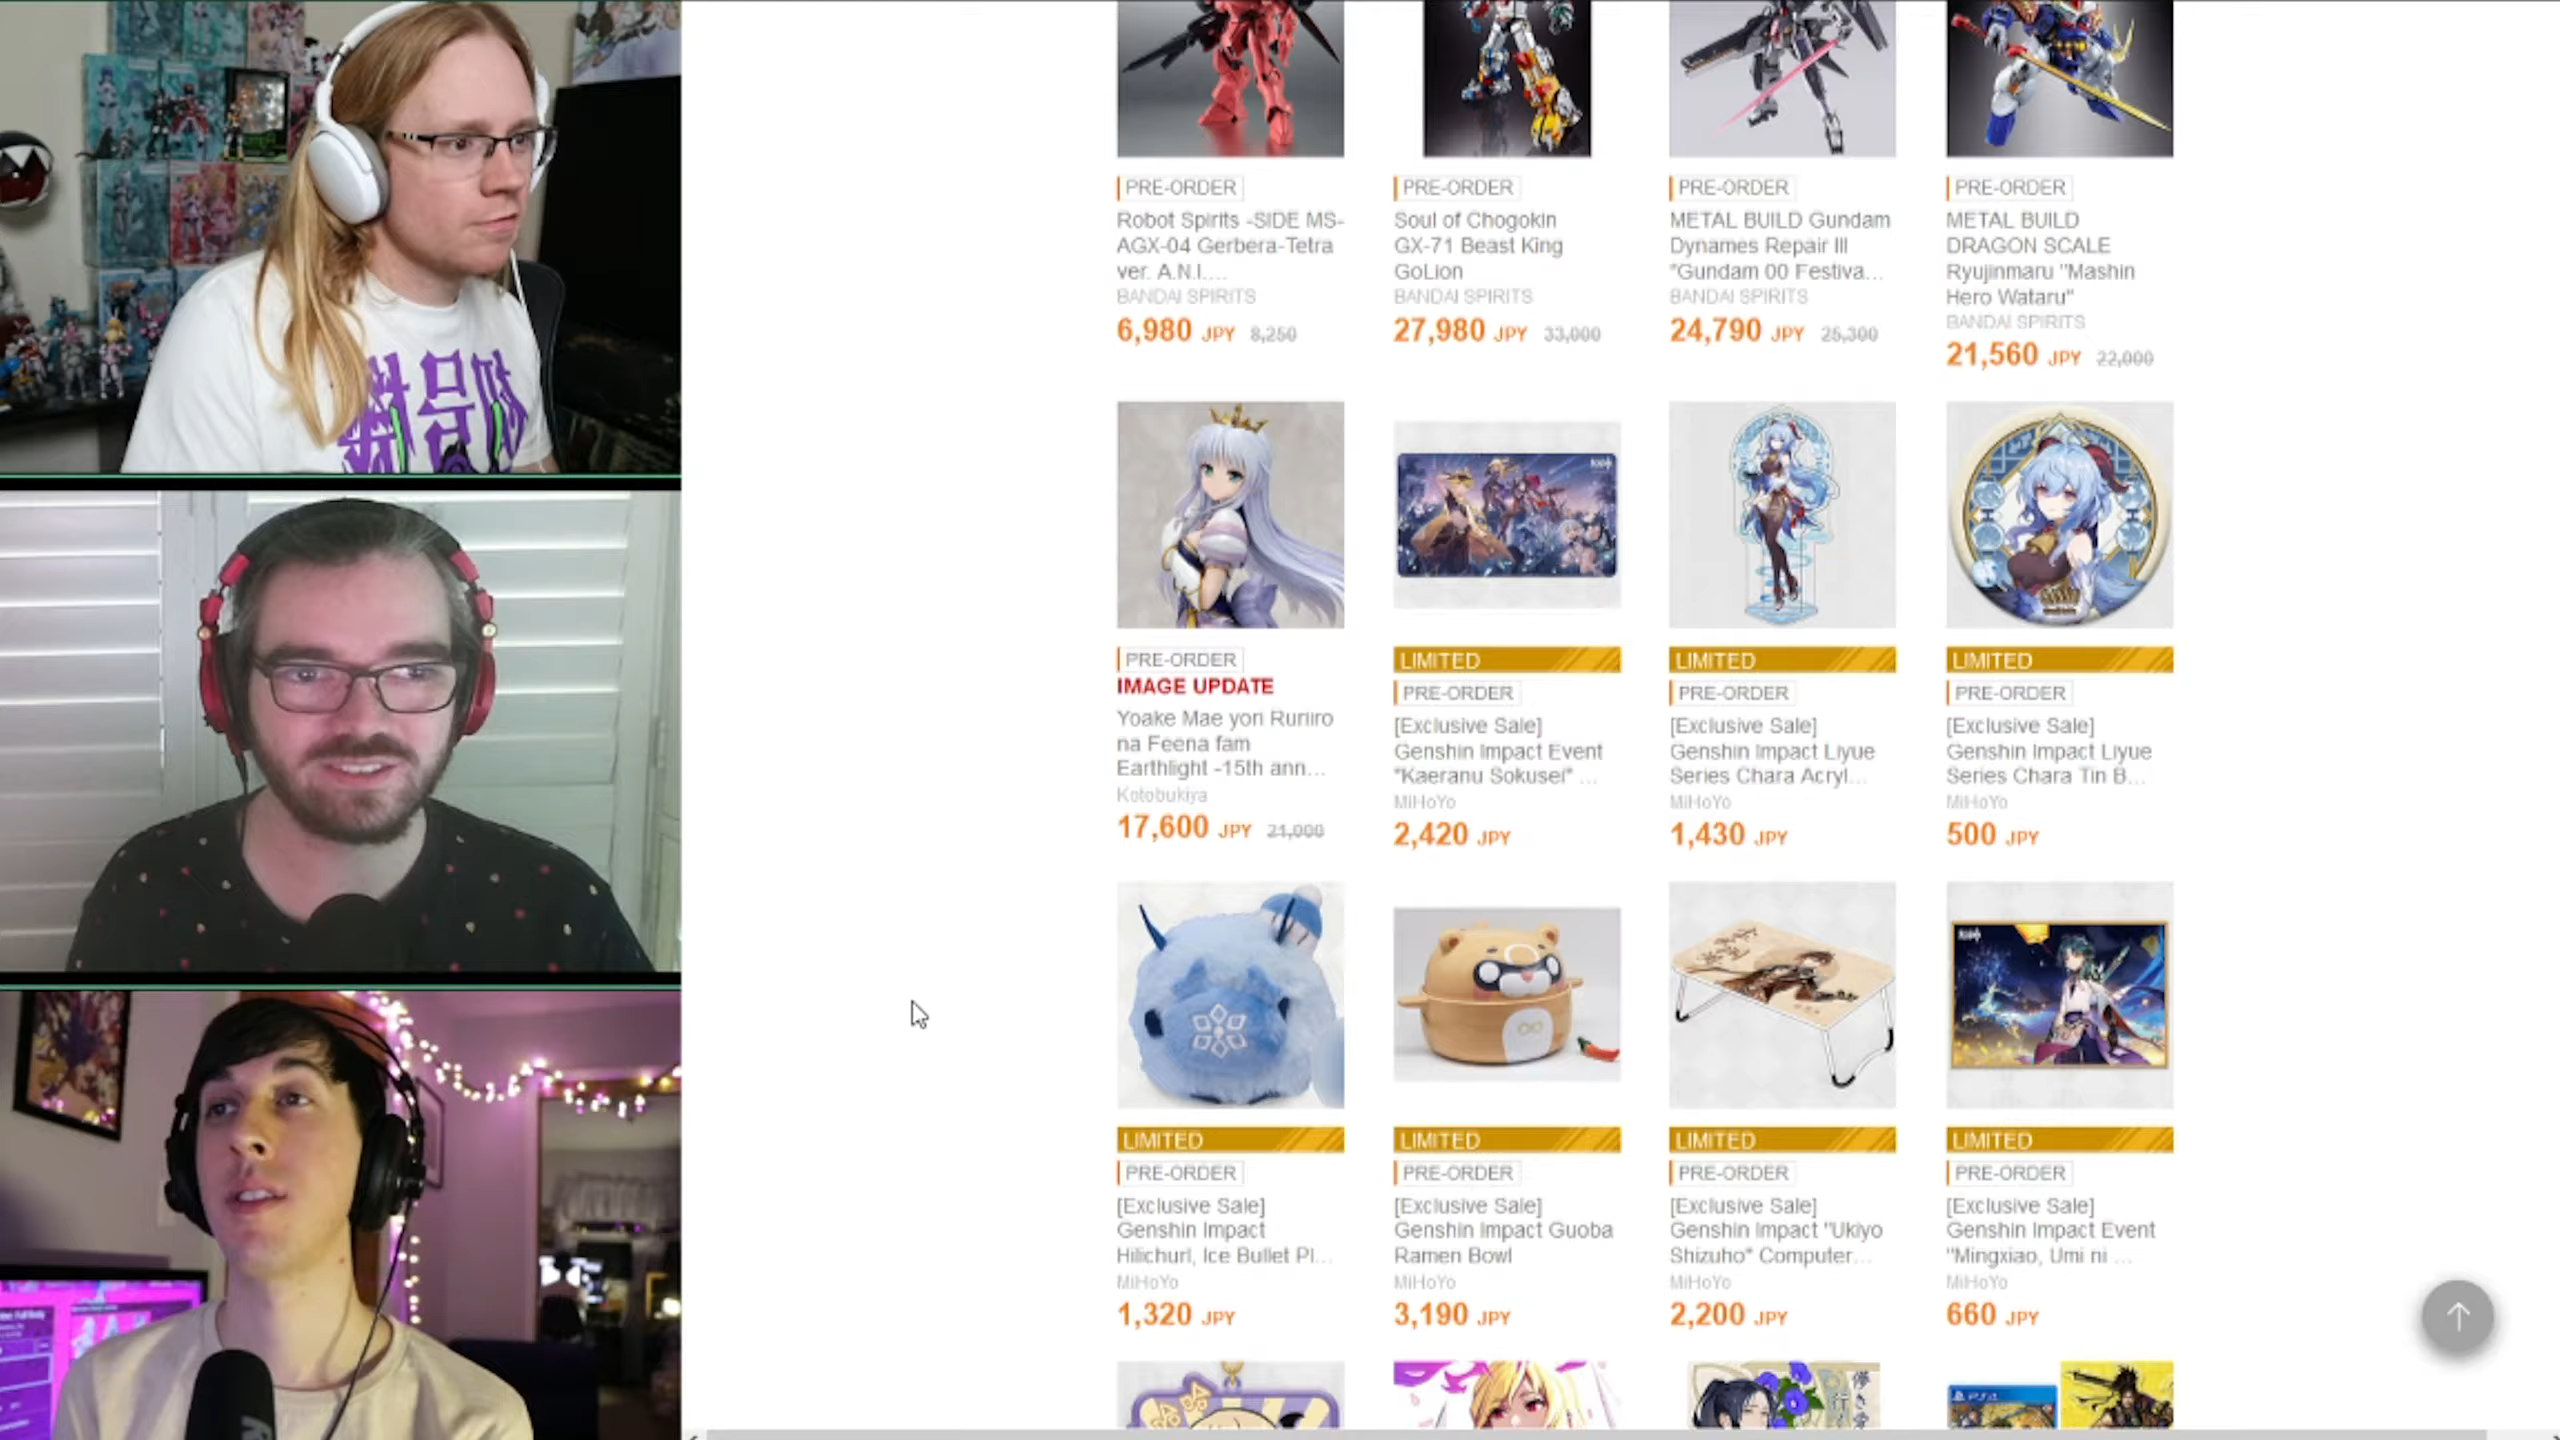 PRE-ORDER
Robot Spirits -SIDE MS-
AGX-04 Gerbera-Tetra
ver. A.N.I....
BANDAI SPIRITS
6,980 JPY 8,250
PRE-ORDER
Soul of Chogokin
GX-71 Beast King
GoLion
BANDAI SPIRITS
27,980 JPY 33,000
PRE-ORDER
METAL BUILD Gundam
Dynames Repair III
"Gundam 00 Festiva...
BANDAI SPIRITS
24,790 JPY 25,300
PRE-ORDER
METAL BUILD
DRAGON SCALE
Ryujinmaru "Mashin
Hero Wataru"
BANDAI SPIRITS
21,560 JPY 22,000
PRE-ORDER
IMAGE UPDATE
Yoake Mae yori Ruriiro
na Feena fam
Earthlight -15th ann...
Kotobukiya
17,600 JPY 21,000
LIMITED
PRE-ORDER
[Exclusive Sale]
Genshin Impact Event
"Kaeranu Sokusei" ...
MiHoYo
2,420 JPY
LIMITED
PRE-ORDER
[Exclusive Sale]
Genshin Impact Liyue
Series Chara Acryl...
MiHoYo
1,430 JPY
LIMITED
PRE-ORDER
[Exclusive Sale]
Genshin Impact Liyue
Series Chara Tin B...
MiHoYo
500 JPY
LIMITED
PRE-ORDER
[Exclusive Sale]
Genshin Impact
Hilichurl, Ice Bullet Pl...
MiHoYo
1,320 JPY
LIMITED
PRE-ORDER
[Exclusive Sale]
Genshin Impact Guoba
Ramen Bowl
MiHoYo
3,190 JPY
LIMITED
PRE-ORDER
[Exclusive Sale]
Genshin Impact "Ukiyo
Shizuho" Computer...
MiHoYo
2,200 JPY
LIMITED
PRE-ORDER
[Exclusive Sale]
Genshin Impact Event
"Mingxiao, Umi ni ...
MiHoYo
660 JPY
PS4